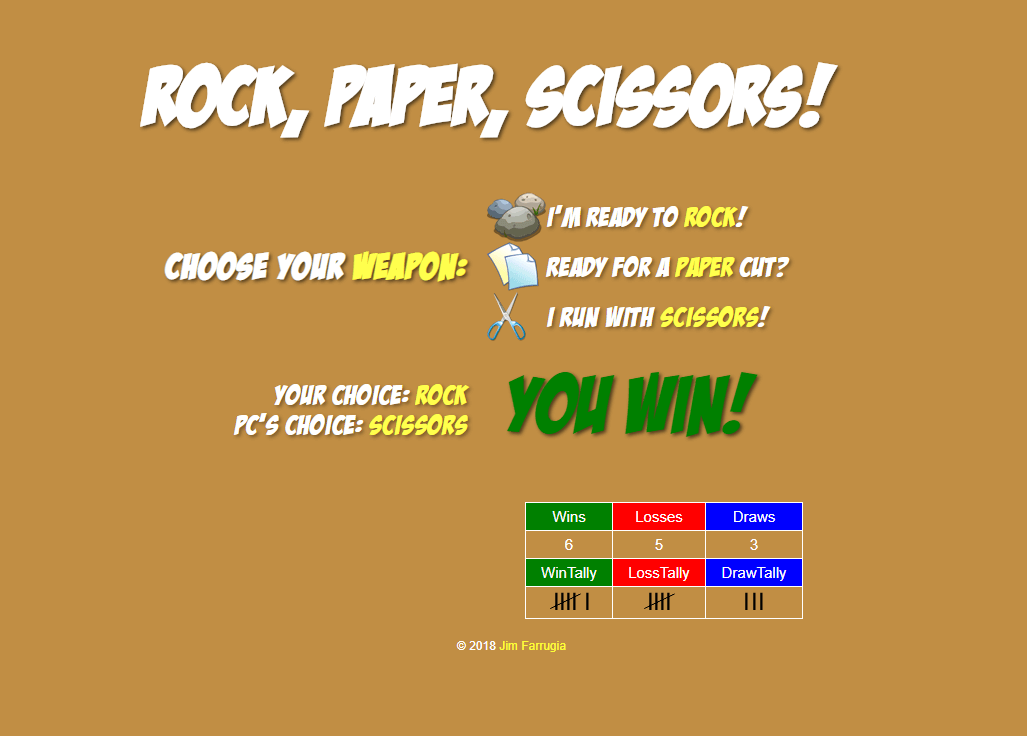 ROCK, PAPER, SCISSORS!
I'M READY TO ROCK!
CHOOSE YOUR WEAPON:
READY FOR A PAPER CUT?
I RUN WITH SCISSORS!
YOUR CHOICE: ROCK
PC'S CHOICE: SCISSORS
YOU WIN!
Wins Losses Draws
6 5 3
WinTally LossTally DrawTally
© 2018 Jim Farrugia